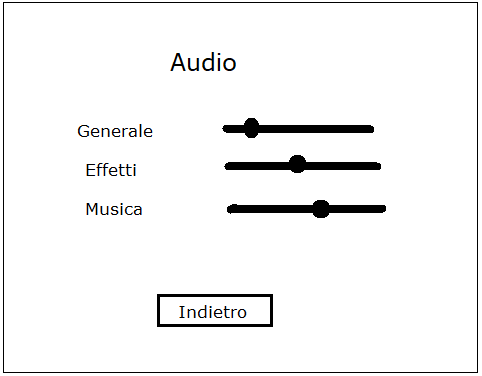 Audio
Generale
Effetti
Musica
Indietro